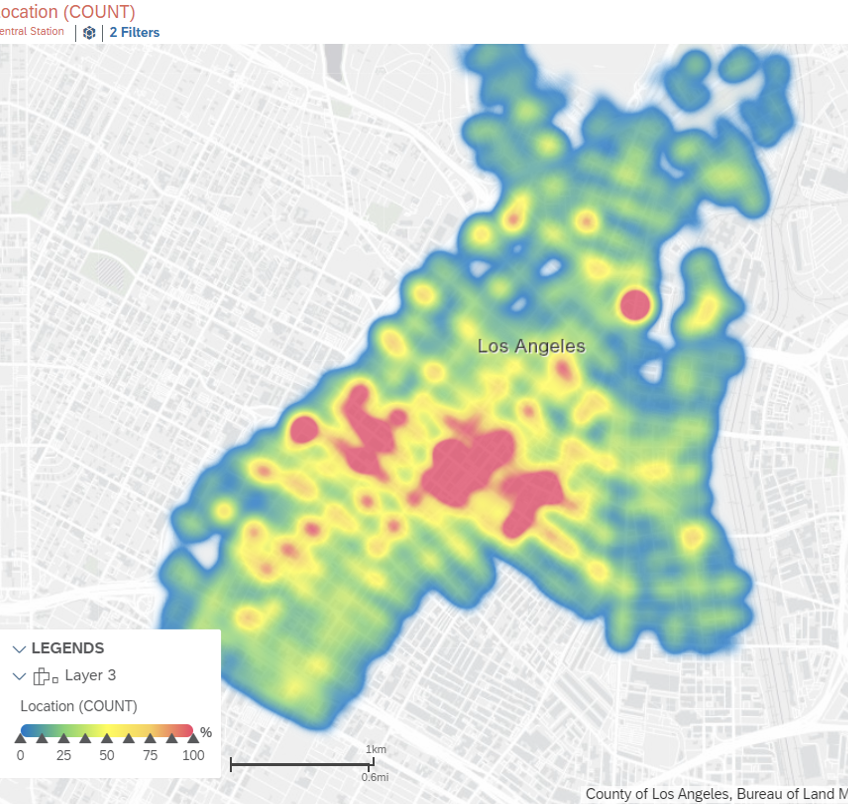 ocation (COUNT)
entral Station
2 Filters
Los Angeles
LEGENDS
Layer 3
Location (COUNT)
%
0 25 50 75 100
1km
0.6mi
County of Los Angeles, Bureau of Land M